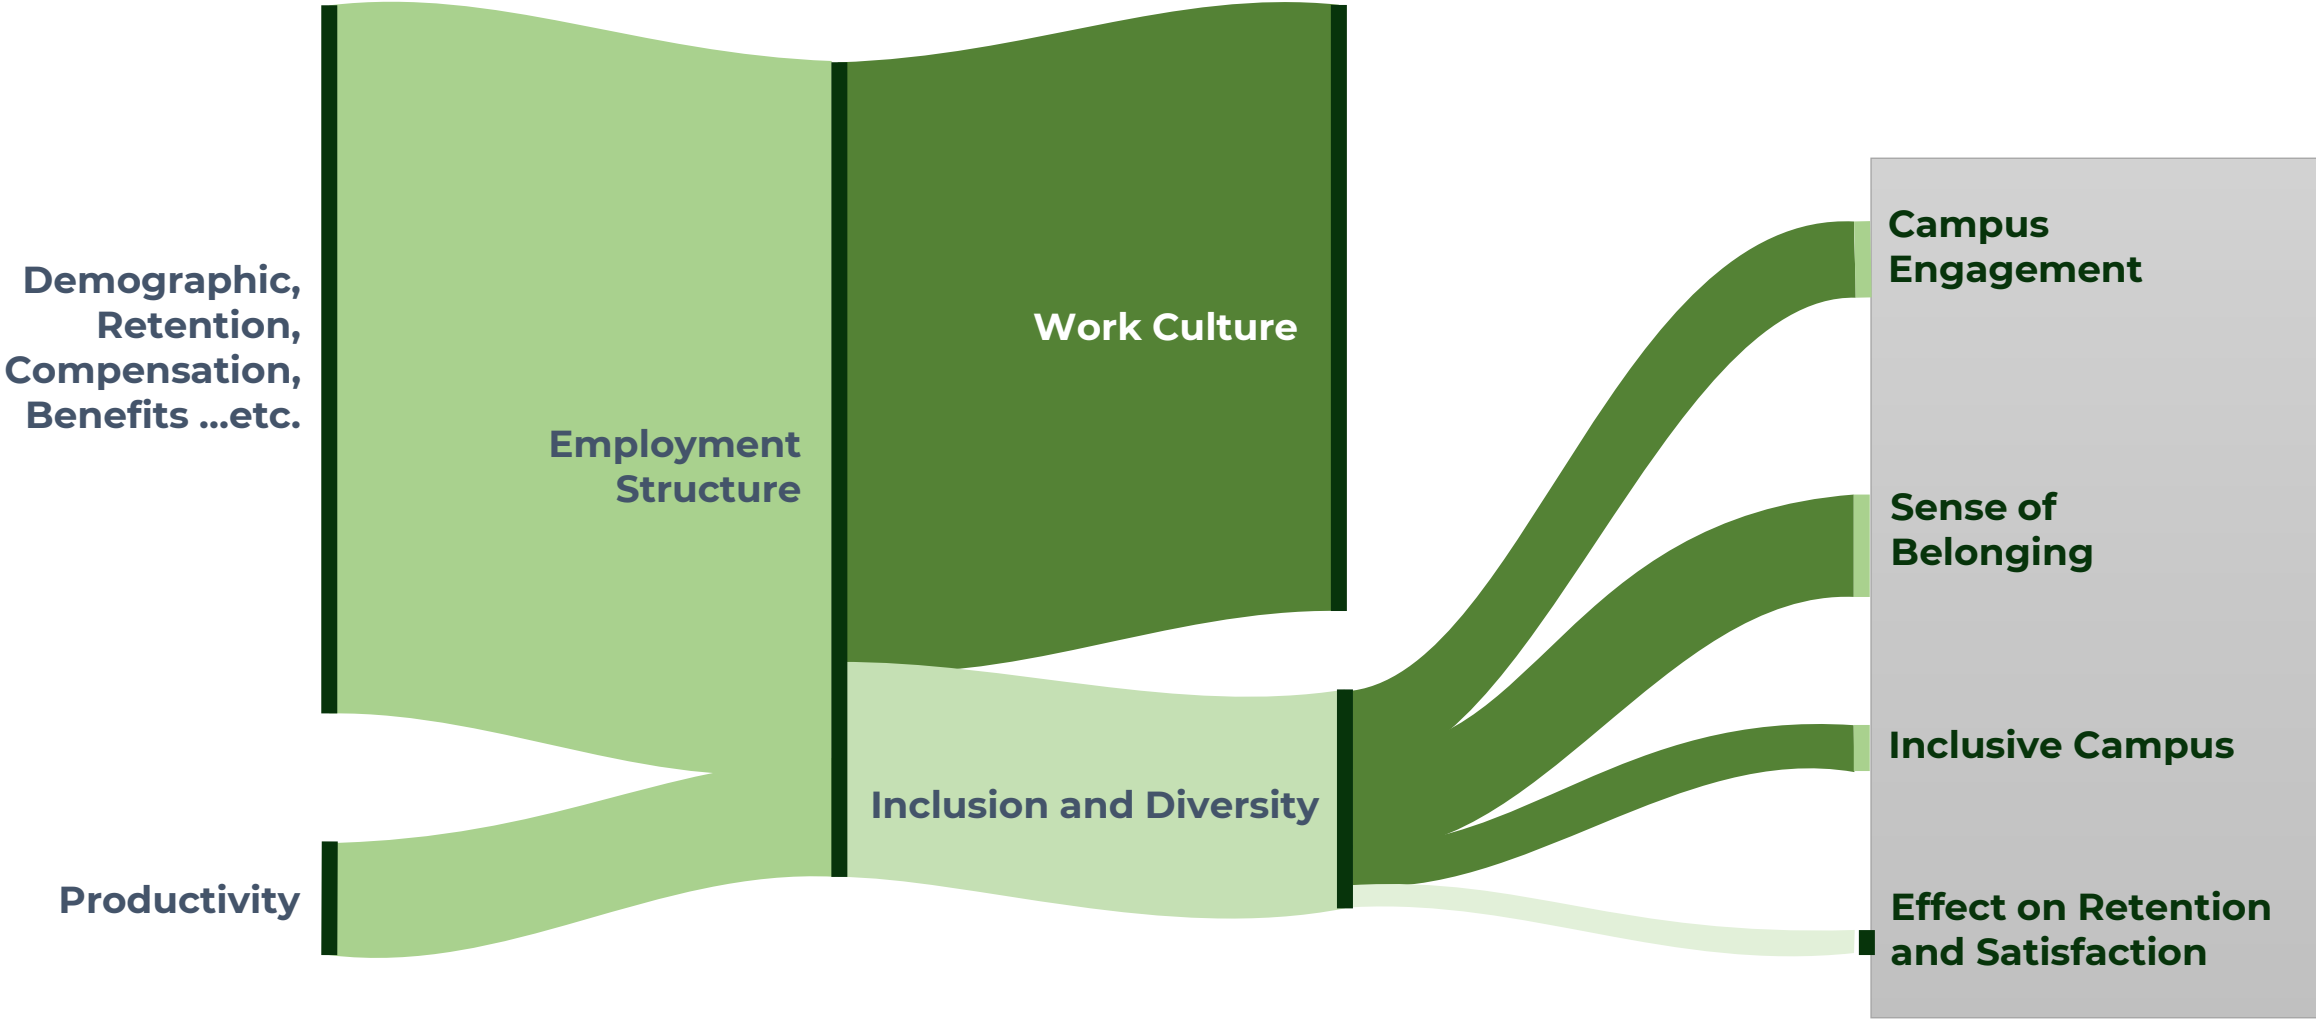 Demographic,
Retention,
Compensation,
Benefits ...etc.
Productivity
Employment
Structure
Work Culture
Inclusion and Diversity
Campus
Engagement
Sense of
Belonging
Inclusive Campus
Effect on Retention
and Satisfaction